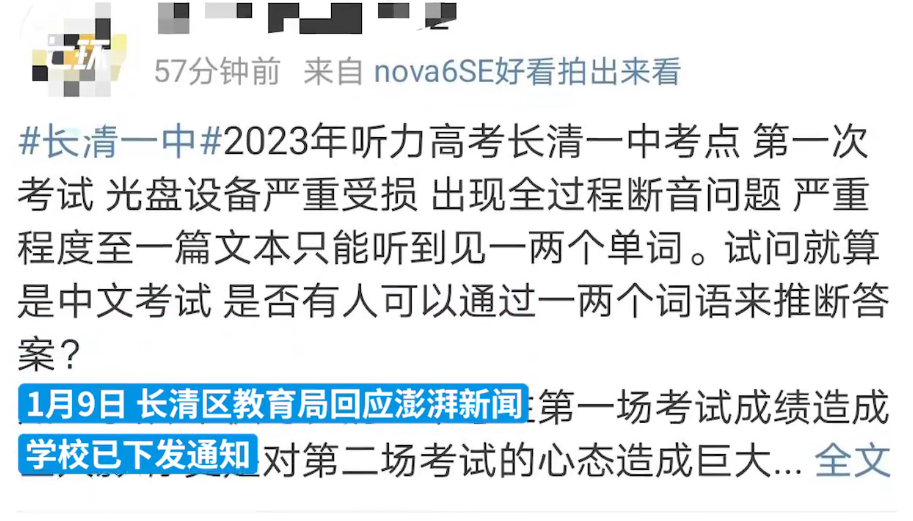 57分钟前 来自 nova6SE好看拍出来看
#长清一中#2023年听力高考长清一中考点 第一次
考试 光盘设备严重受损 出现全过程断音问题 严重
程度至一篇文本只能听到见一两个单词。试问就算
是中文考试 是否有人可以通过一两个词语来推断答
案？
1月9日 长清区教育局回应澎湃新闻
第一场考试成绩造成
学校已下发通知
对第二场考试的心态造成巨大... 全文